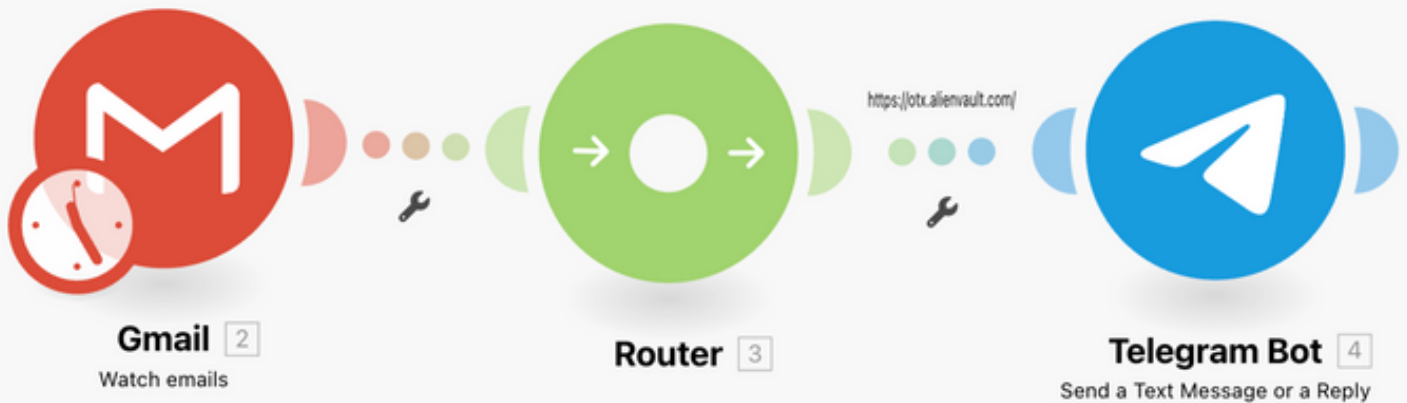 https://otx.alienvault.com/
Gmail 2
Watch emails
Router 3
Telegram Bot 4
Send a Text Message or a Reply